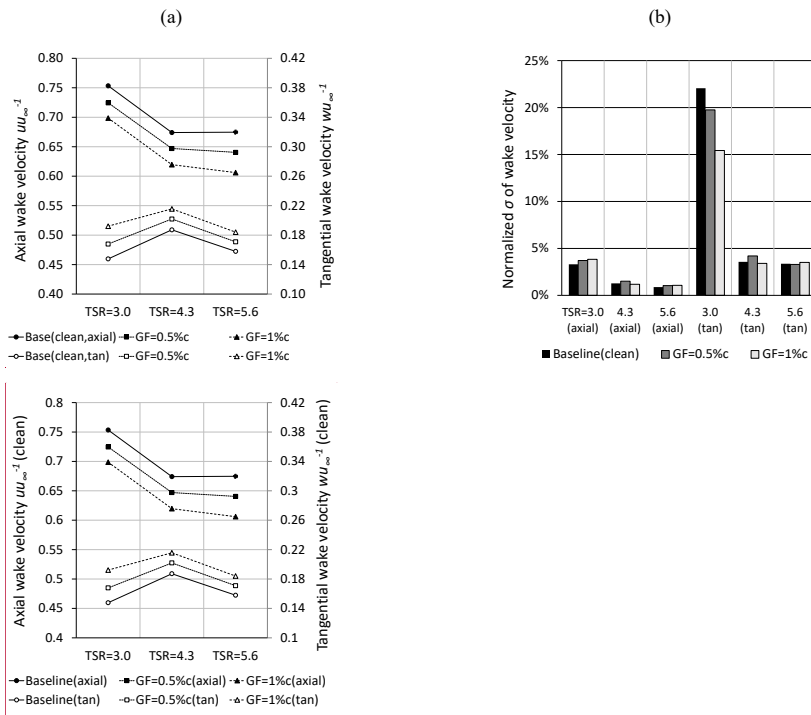 (a)
(b)
Axial wake velocity uu∞-1
Tangential wake velocity wu∞-1
0.80
0.75
0.70
0.65
0.60
0.55
0.50
0.45
0.40
0.42
0.38
0.34
0.30
0.26
0.22
0.18
0.14
0.10
TSR=3.0 TSR=4.3 TSR=5.6
Base(clean,axial) GF=0.5%c GF=1%c
Base(clean,tan) GF=0.5%c GF=1%c
Normalized σ of wake velocity
25%
20%
15%
10%
5%
0%
TSR=3.0 4.3 5.6 3.0 4.3 5.6
(axial) (axial) (axial) (tan) (tan) (tan)
Baseline(clean) GF=0.5%c GF=1%c
Axial wake velocity uu∞-1 (clean)
Tangential wake velocity wu∞-1 (clean)
0.8
0.75
0.7
0.65
0.6
0.55
0.5
0.45
0.4
0.42
0.38
0.34
0.3
0.26
0.22
0.18
0.14
0.1
TSR=3.0 TSR=4.3 TSR=5.6
Baseline(axial) GF=0.5%c(axial) GF=1%c(axial)
Baseline(tan) GF=0.5%c(tan) GF=1%c(tan)